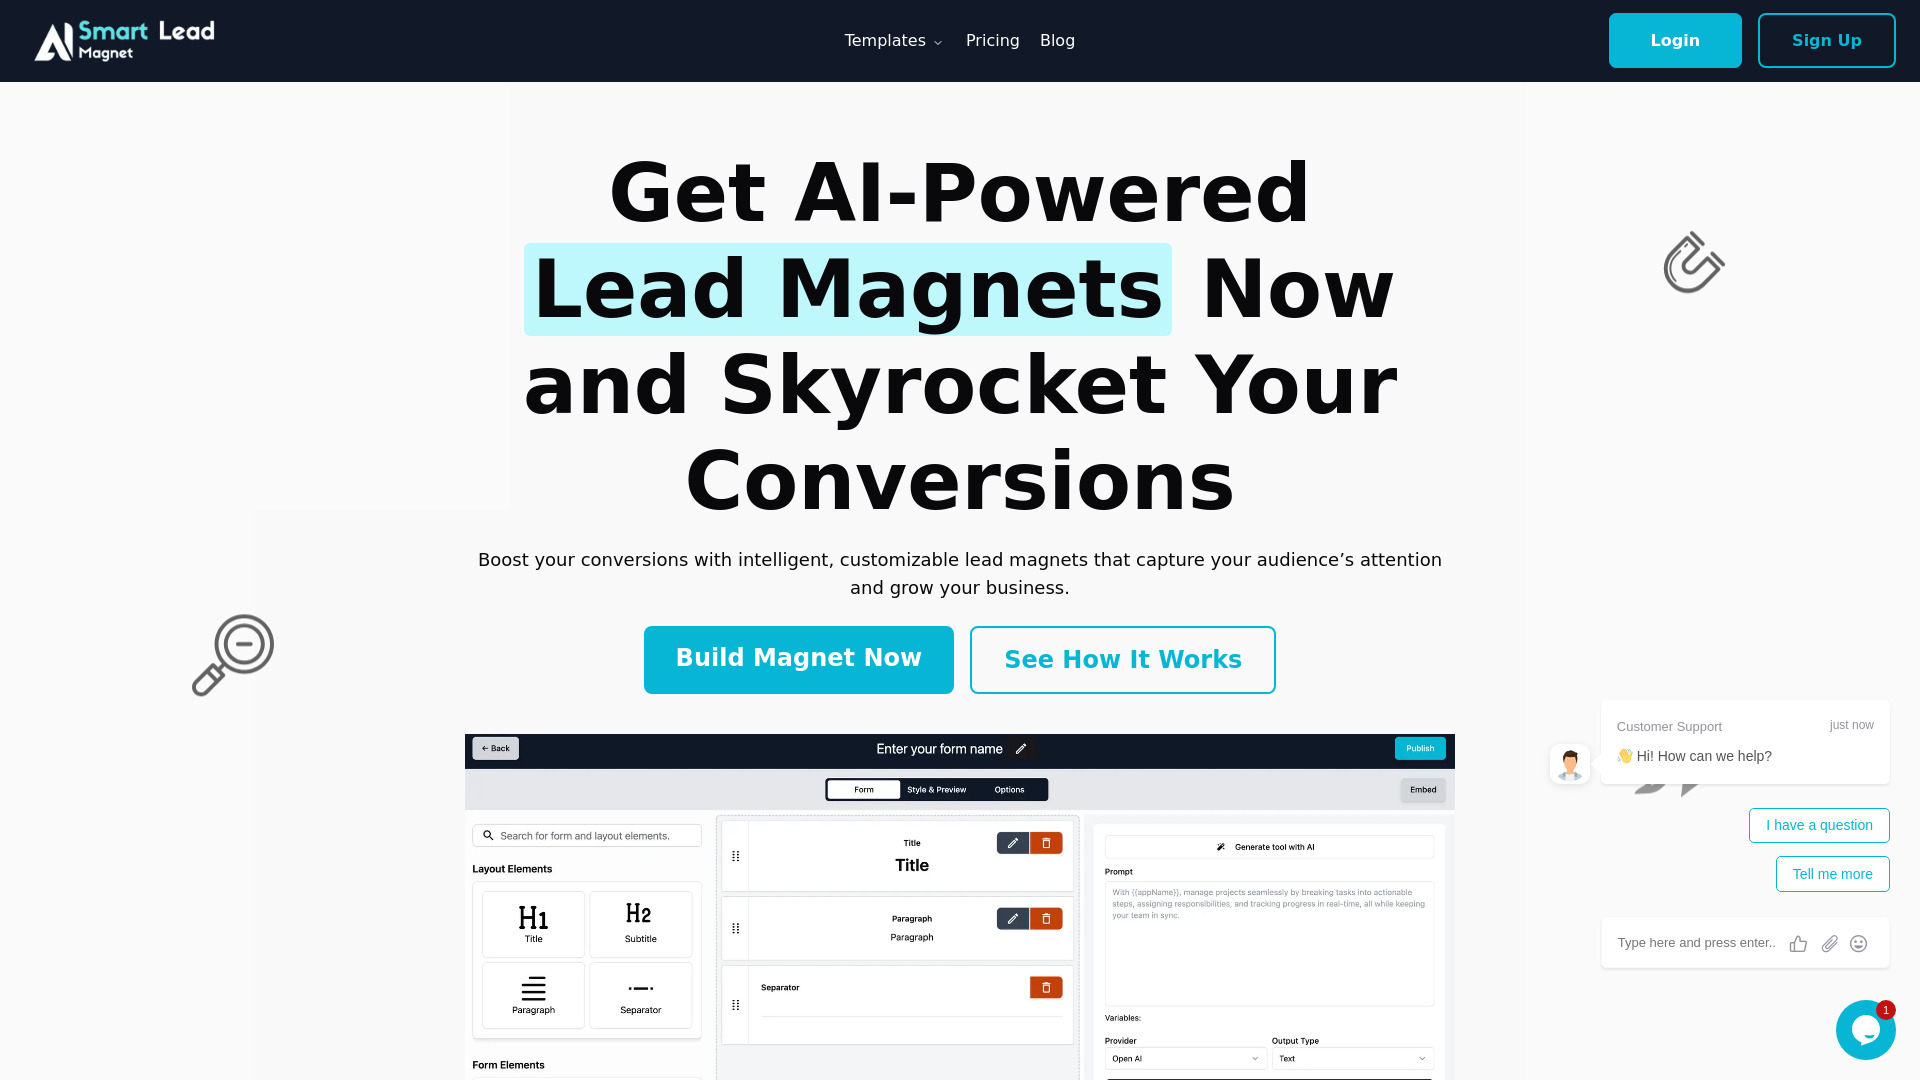 AI Smart Lead
Magnet
Templates
Pricing
Blog
Login
Sign Up
Get AI-Powered
Lead Magnets Now
and Skyrocket Your
Conversions
Boost your conversions with intelligent, customizable lead magnets that capture your audience’s attention
and grow your business.
Build Magnet Now
See How It Works
← Back
Enter your form name
Publish
Form
Style & Preview
Options
Embed
Search for form and layout elements.
Layout Elements
H1
Title
H2
Subtitle
Paragraph
Separator
Form Elements
Title
Title
Paragraph
Paragraph
Separator
Generate tool with AI
Prompt
With {{appName}}, manage projects seamlessly by breaking tasks into actionable
steps, assigning responsibilities, and tracking progress in real-time, all while keeping
your team in sync.
Variables:
Provider
Output Type
Open AI
Text
Customer Support
just now
👋 Hi! How can we help?
I have a question
Tell me more
Type here and press enter..
1